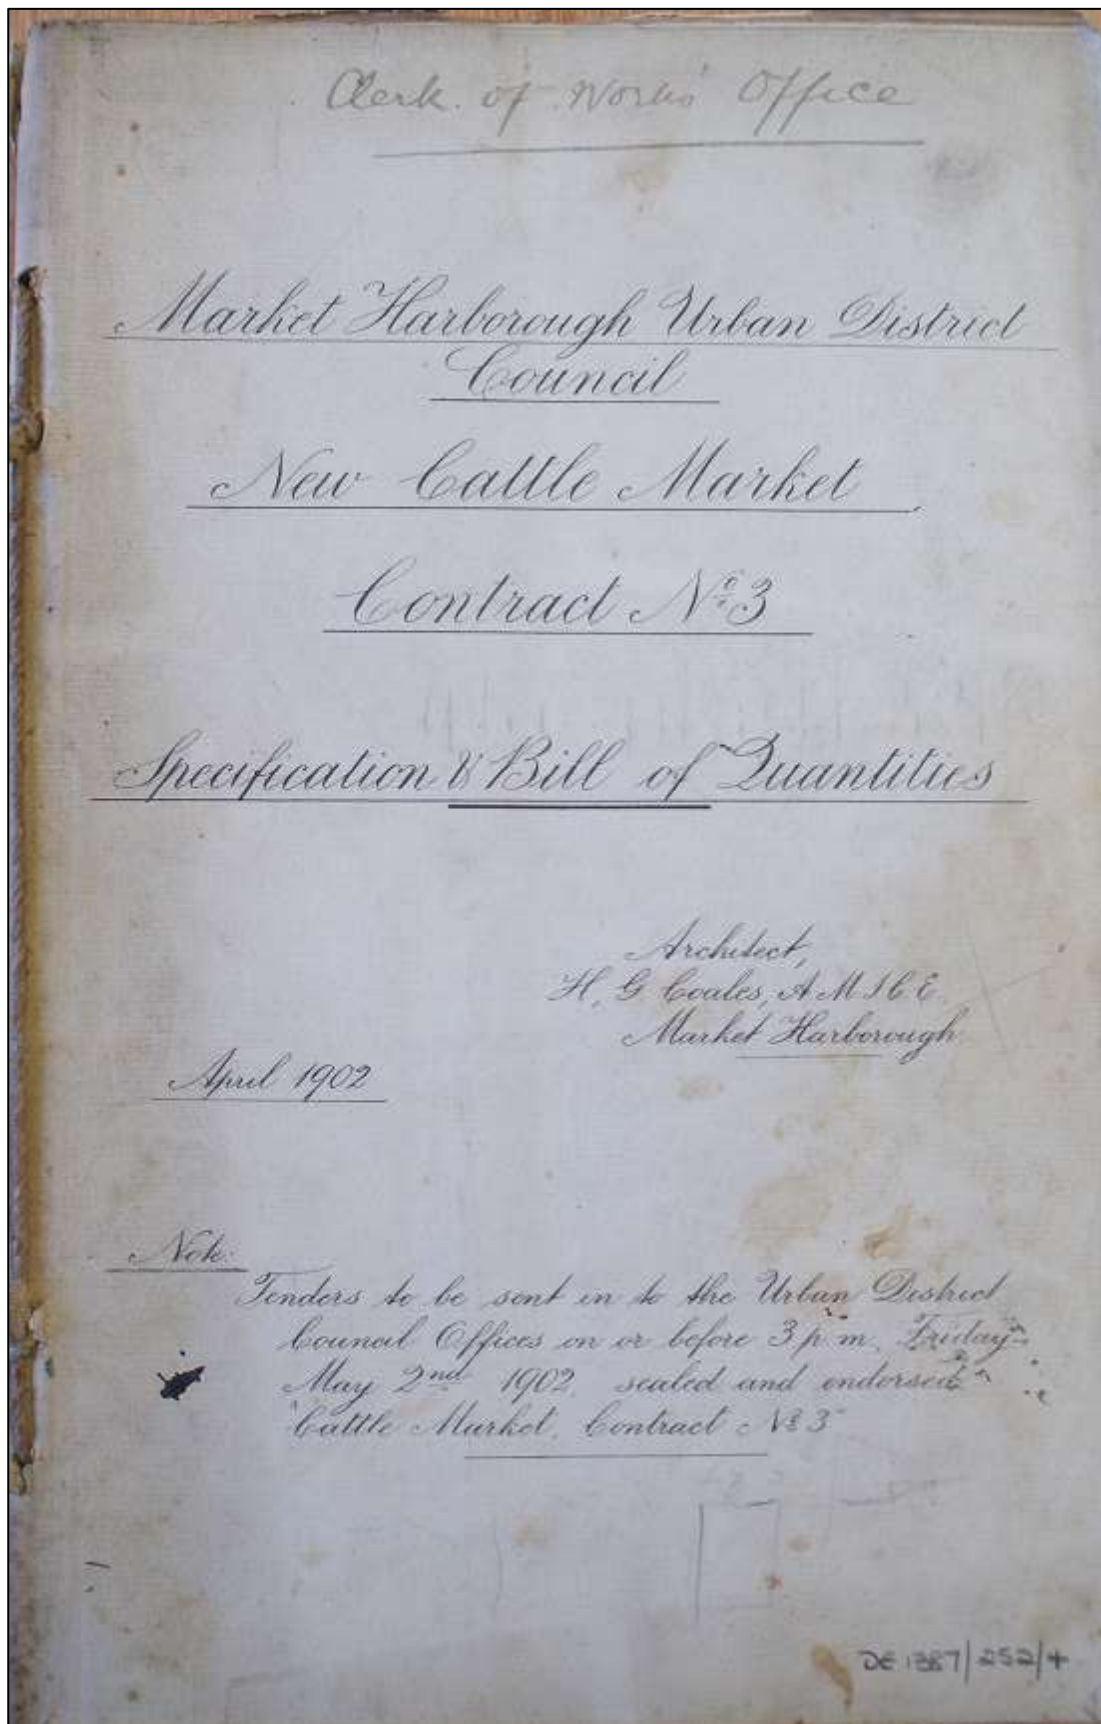 Clerk of Works' Office
Market Harborough Urban District
Council
New Cattle Market
Contract No. 3
Specification & Bill of Quantities
Architect,
H. G. Coales, A M I C E.
Market Harborough
April 1902
Note.
Tenders to be sent in to the Urban District
Council Offices on or before 3 p.m. Friday
May 2nd 1902, sealed and endorsed
"Cattle Market, Contract No 3"
DE 1387/252/4